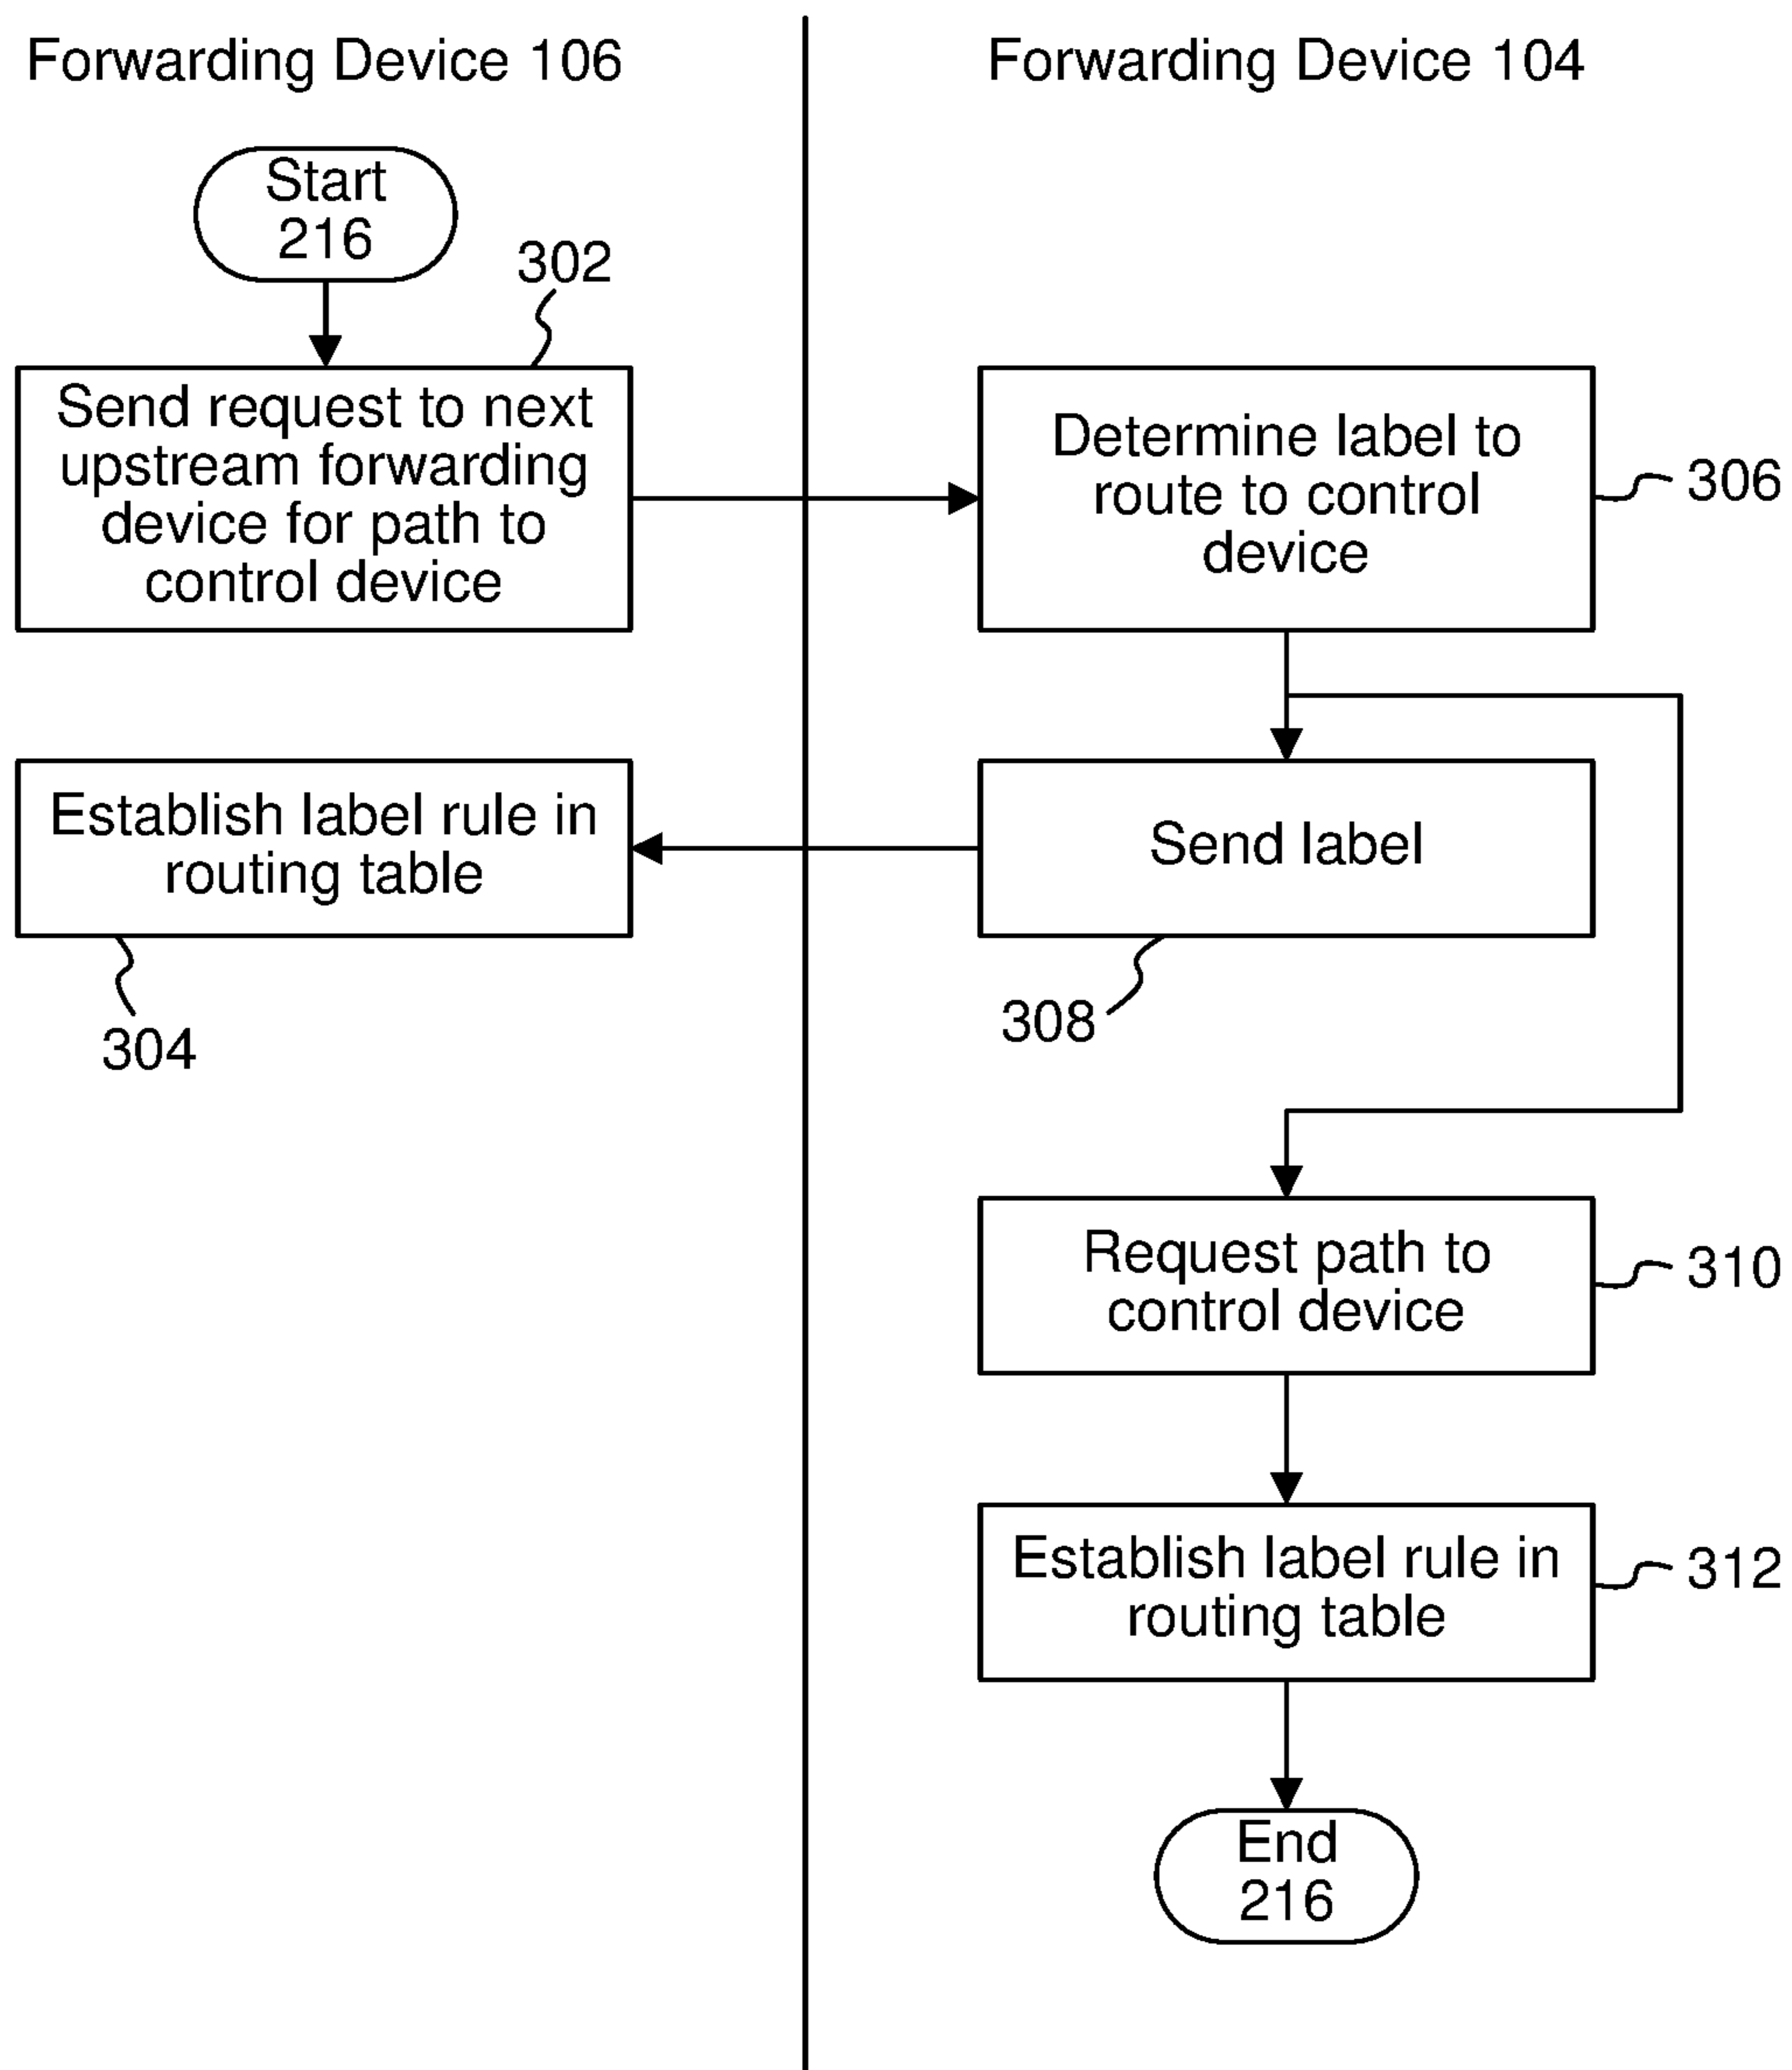 Forwarding Device 106
Forwarding Device 104
Start
216
302
Send request to next
upstream forwarding
device for path to
control device
Determine label to
route to control
device
306
Establish label rule in
routing table
304
Send label
308
Request path to
control device
310
Establish label rule in
routing table
312
End
216